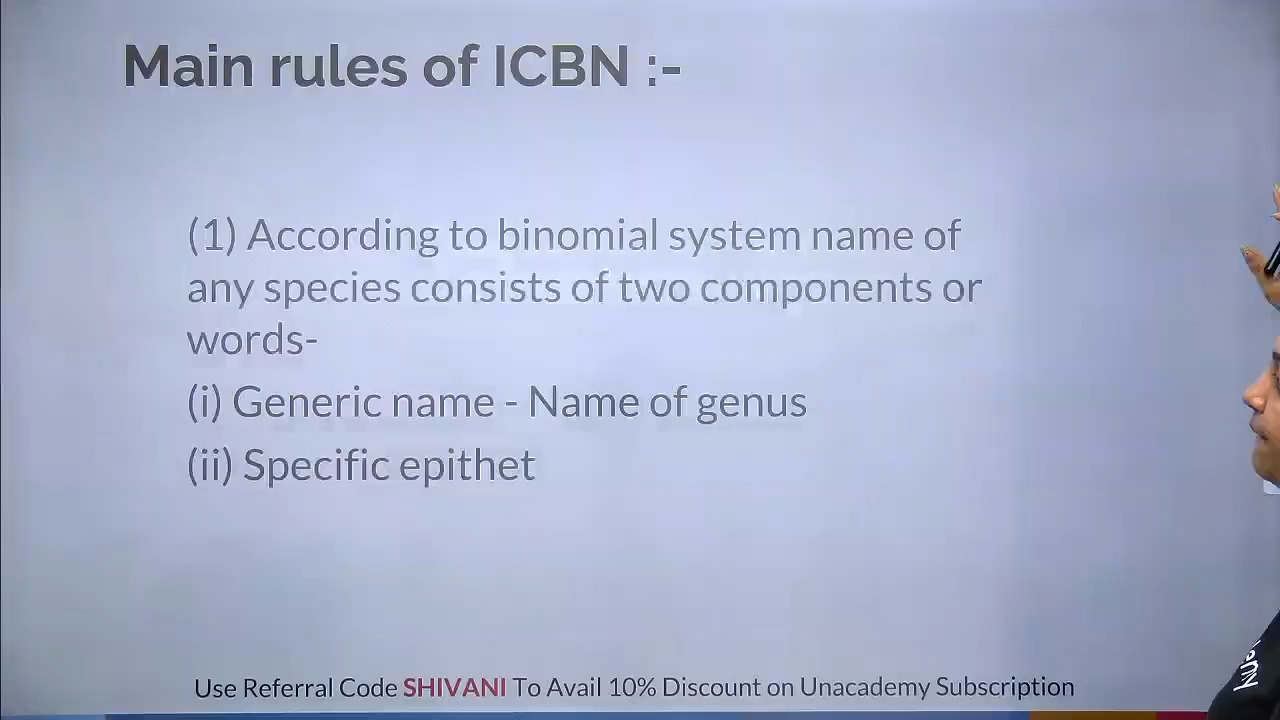 Main rules of ICBN :-
(1) According to binomial system name of
any species consists of two components or
words-
(i) Generic name - Name of genus
(ii) Specific epithet
Use Referral Code SHIVANI To Avail 10% Discount on Unacademy Subscription